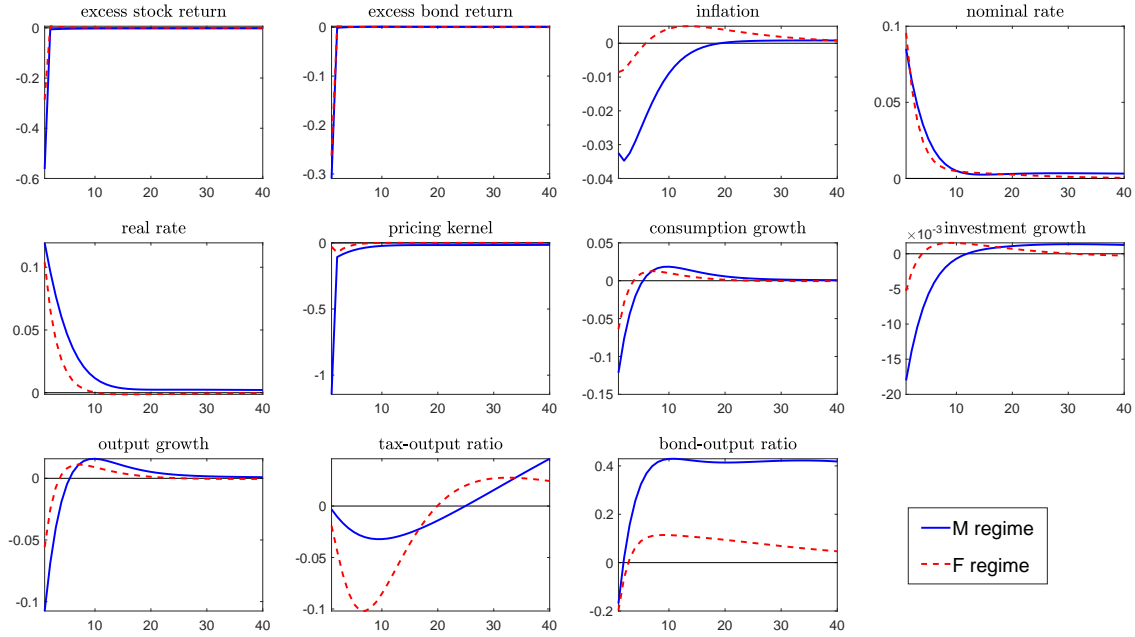 excess stock return
0
-0.2
-0.4
-0.6
10 20 30 40
excess bond return
0
-0.1
-0.2
-0.3
10 20 30 40
inflation
0
-0.01
-0.02
-0.03
-0.04
10 20 30 40
nominal rate
0.1
0.05
0
10 20 30 40
real rate
0.1
0.05
0
10 20 30 40
pricing kernel
0
-0.5
-1
10 20 30 40
consumption growth
0.05
0
-0.05
-0.1
-0.15
10 20 30 40
×10-3 investment growth
0
-5
-10
-15
-20
10 20 30 40
output growth
0
-0.05
-0.1
10 20 30 40
tax-output ratio
0
-0.05
-0.1
10 20 30 40
bond-output ratio
0.4
0.2
0
-0.2
10 20 30 40
M regime
F regime